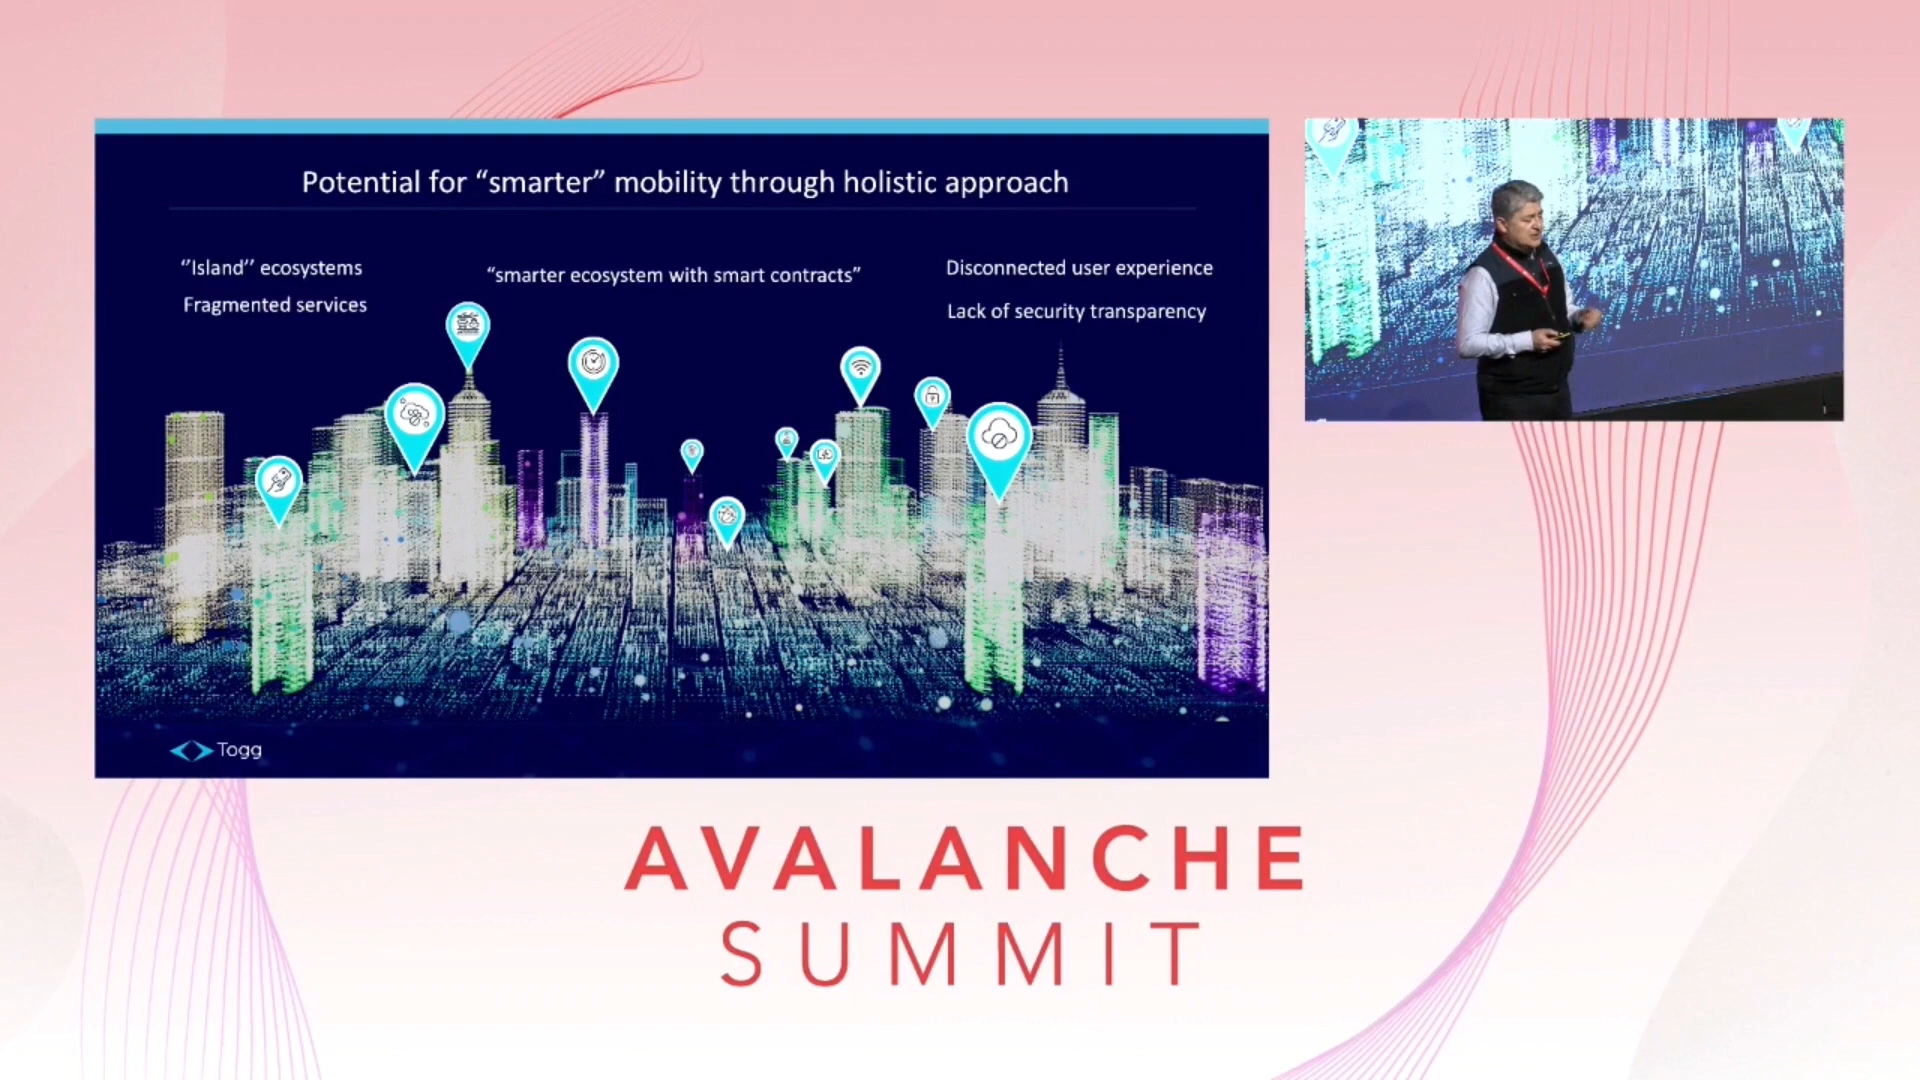 Potential for “smarter” mobility through holistic approach
‘‘Island’’ ecosystems
Fragmented services
“smarter ecosystem with smart contracts”
Disconnected user experience
Lack of security transparency
Togg
AVALANCHE
SUMMIT